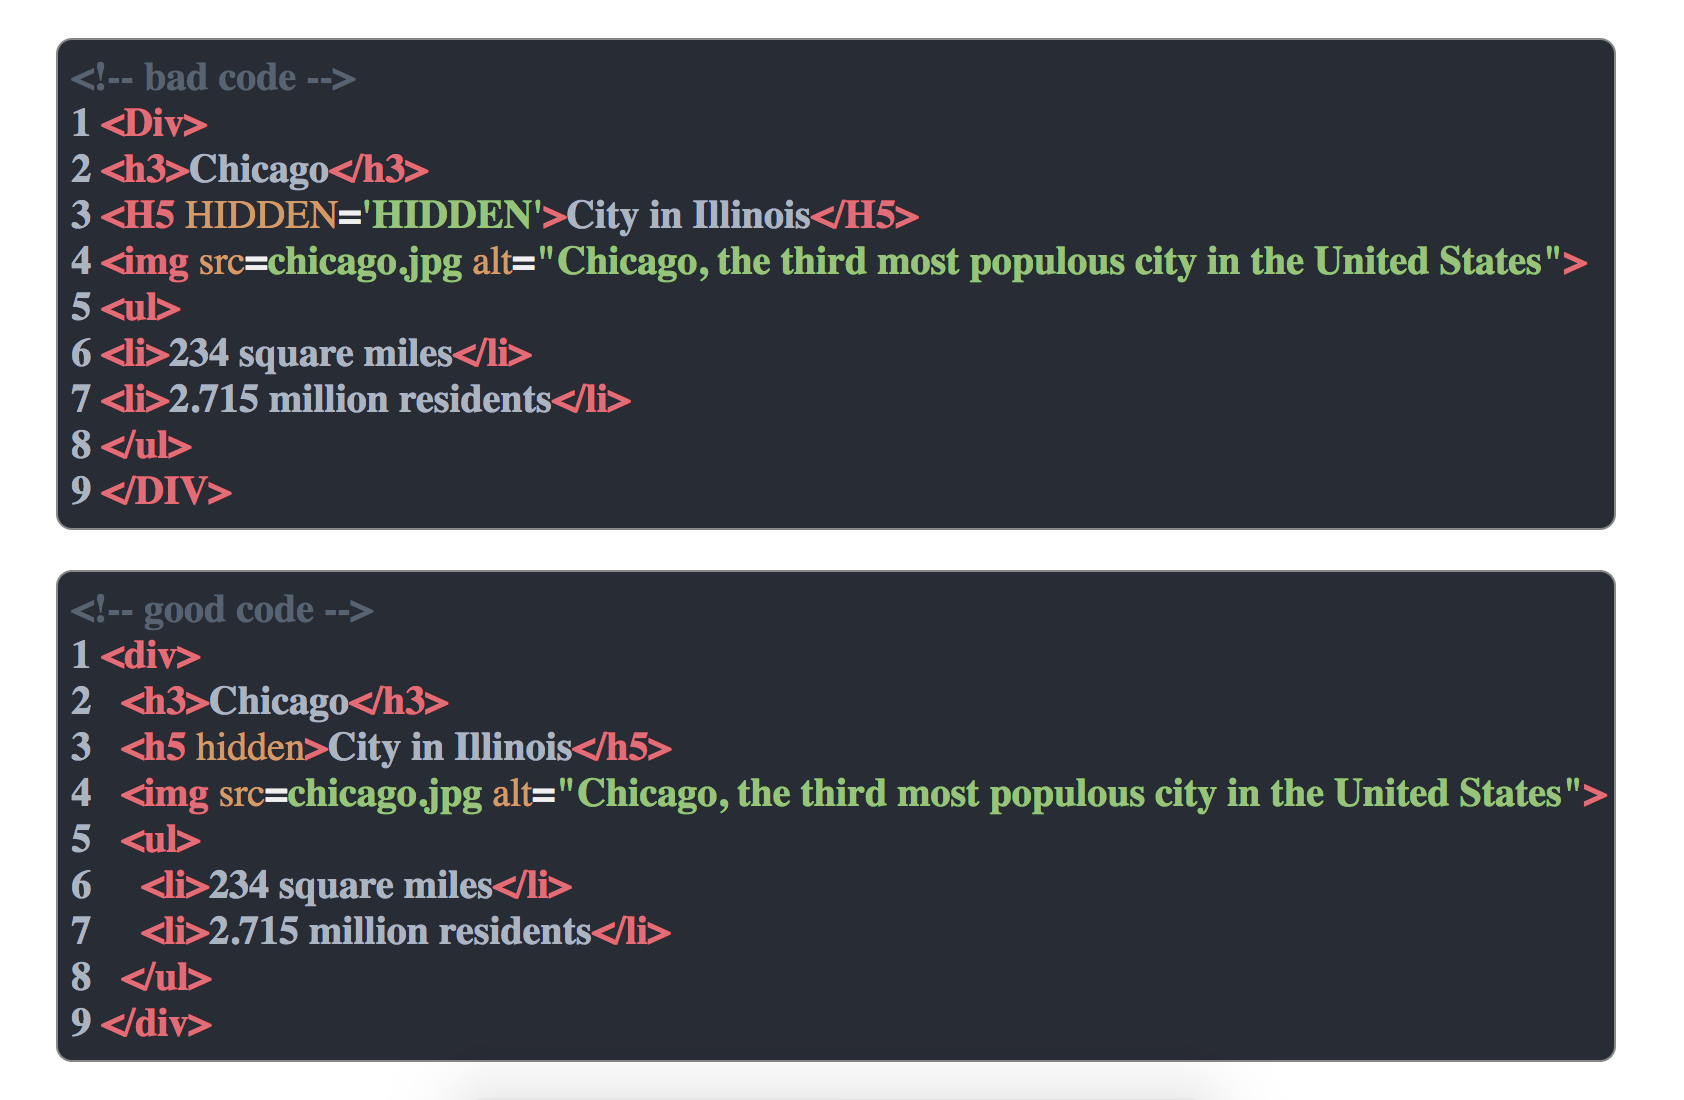 <!-- bad code -->
1 <Div>
2 <h3>Chicago</h3>
3 <H5 HIDDEN='HIDDEN'>City in Illinois</H5>
4 <img src=chicago.jpg alt="Chicago, the third most populous city in the United States">
5 <ul>
6 <li>234 square miles</li>
7 <li>2.715 million residents</li>
8 </ul>
9 </DIV>
<!-- good code -->
1 <div>
2   <h3>Chicago</h3>
3   <h5 hidden>City in Illinois</h5>
4   <img src=chicago.jpg alt="Chicago, the third most populous city in the United States">
5   <ul>
6     <li>234 square miles</li>
7     <li>2.715 million residents</li>
8   </ul>
9 </div>